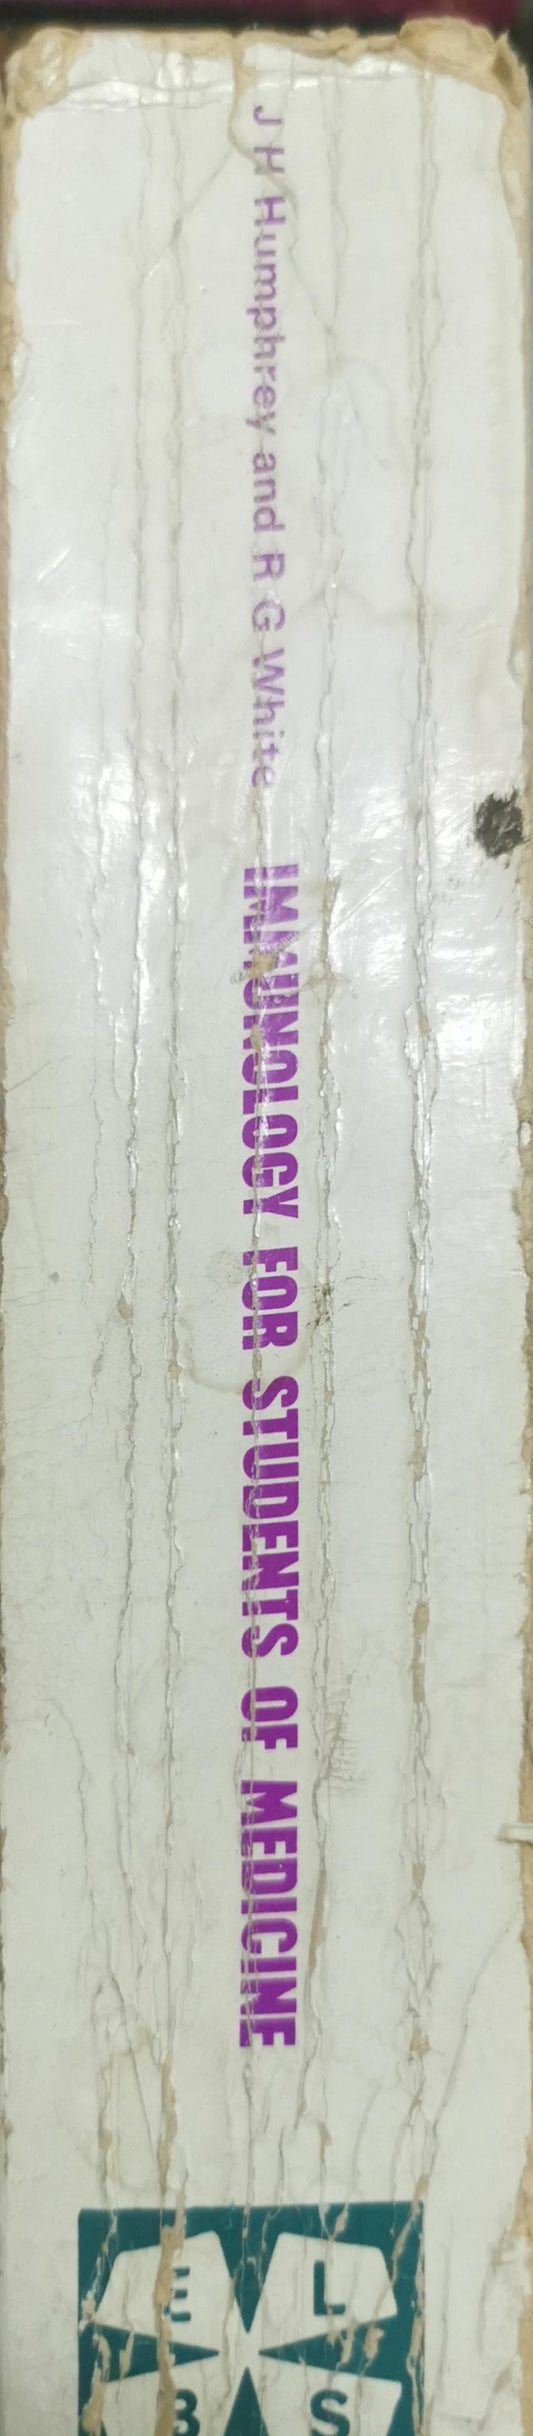 J H Humphrey and R G White
IMMUNOLOGY FOR STUDENTS OF MEDICINE
E L
B S